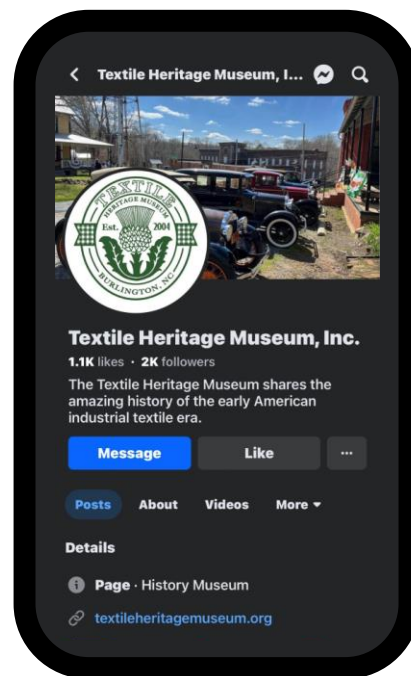 Textile Heritage Museum, I...
TEXTILE
HERITAGE MUSEUM
Est. 2004
BURLINGTON, NC
Textile Heritage Museum, Inc.
1.1K likes · 2K followers
The Textile Heritage Museum shares the
amazing history of the early American
industrial textile era.
Message Like ...
Posts About Videos More
Details
Page · History Museum
textileheritagemuseum.org